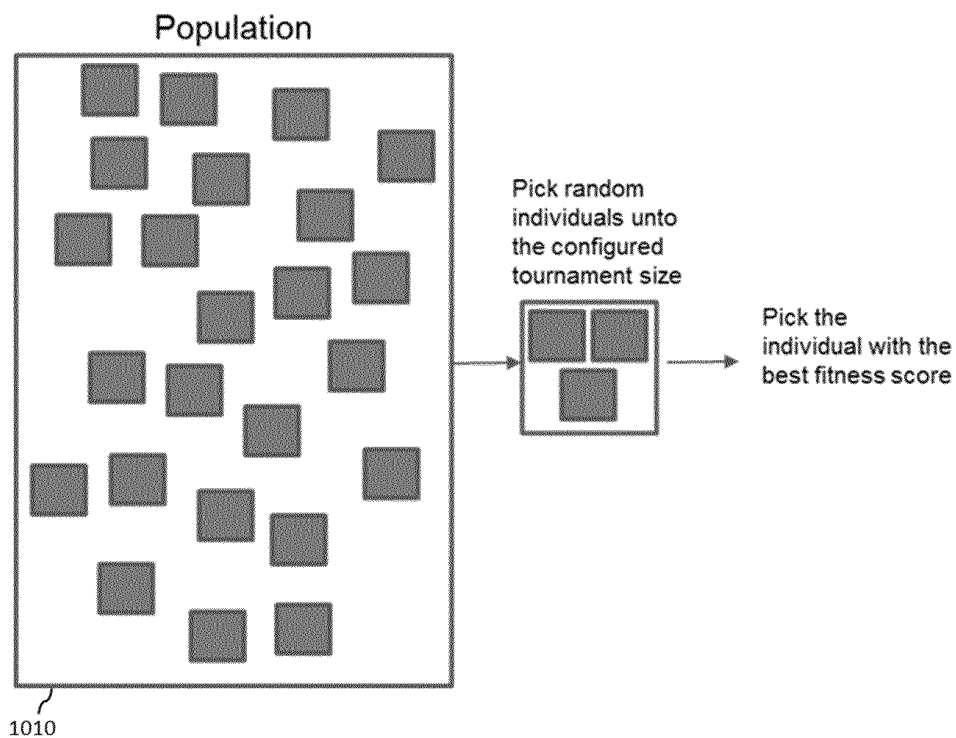 Population
Pick random
individuals unto
the configured
tournament size
Pick the
individual with the
best fitness score
1010